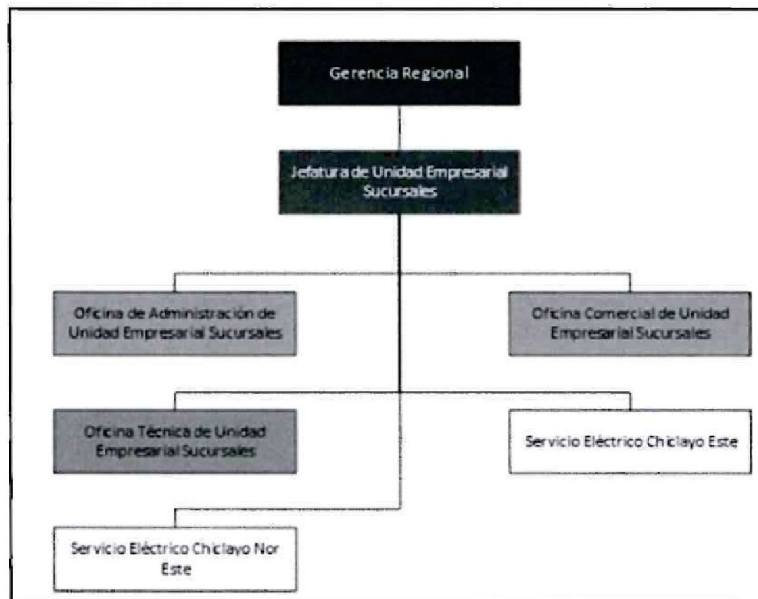 Gerencia Regional
Jefatura de Unidad Empresarial
Sucursales
Oficina de Administración de
Unidad Empresarial Sucursales
Oficina Comercial de Unidad
Empresarial Sucursales
Oficina Técnica de Unidad
Empresarial Sucursales
Servicio Eléctrico Chiclayo Este
Servicio Eléctrico Chiclayo Nor
Este